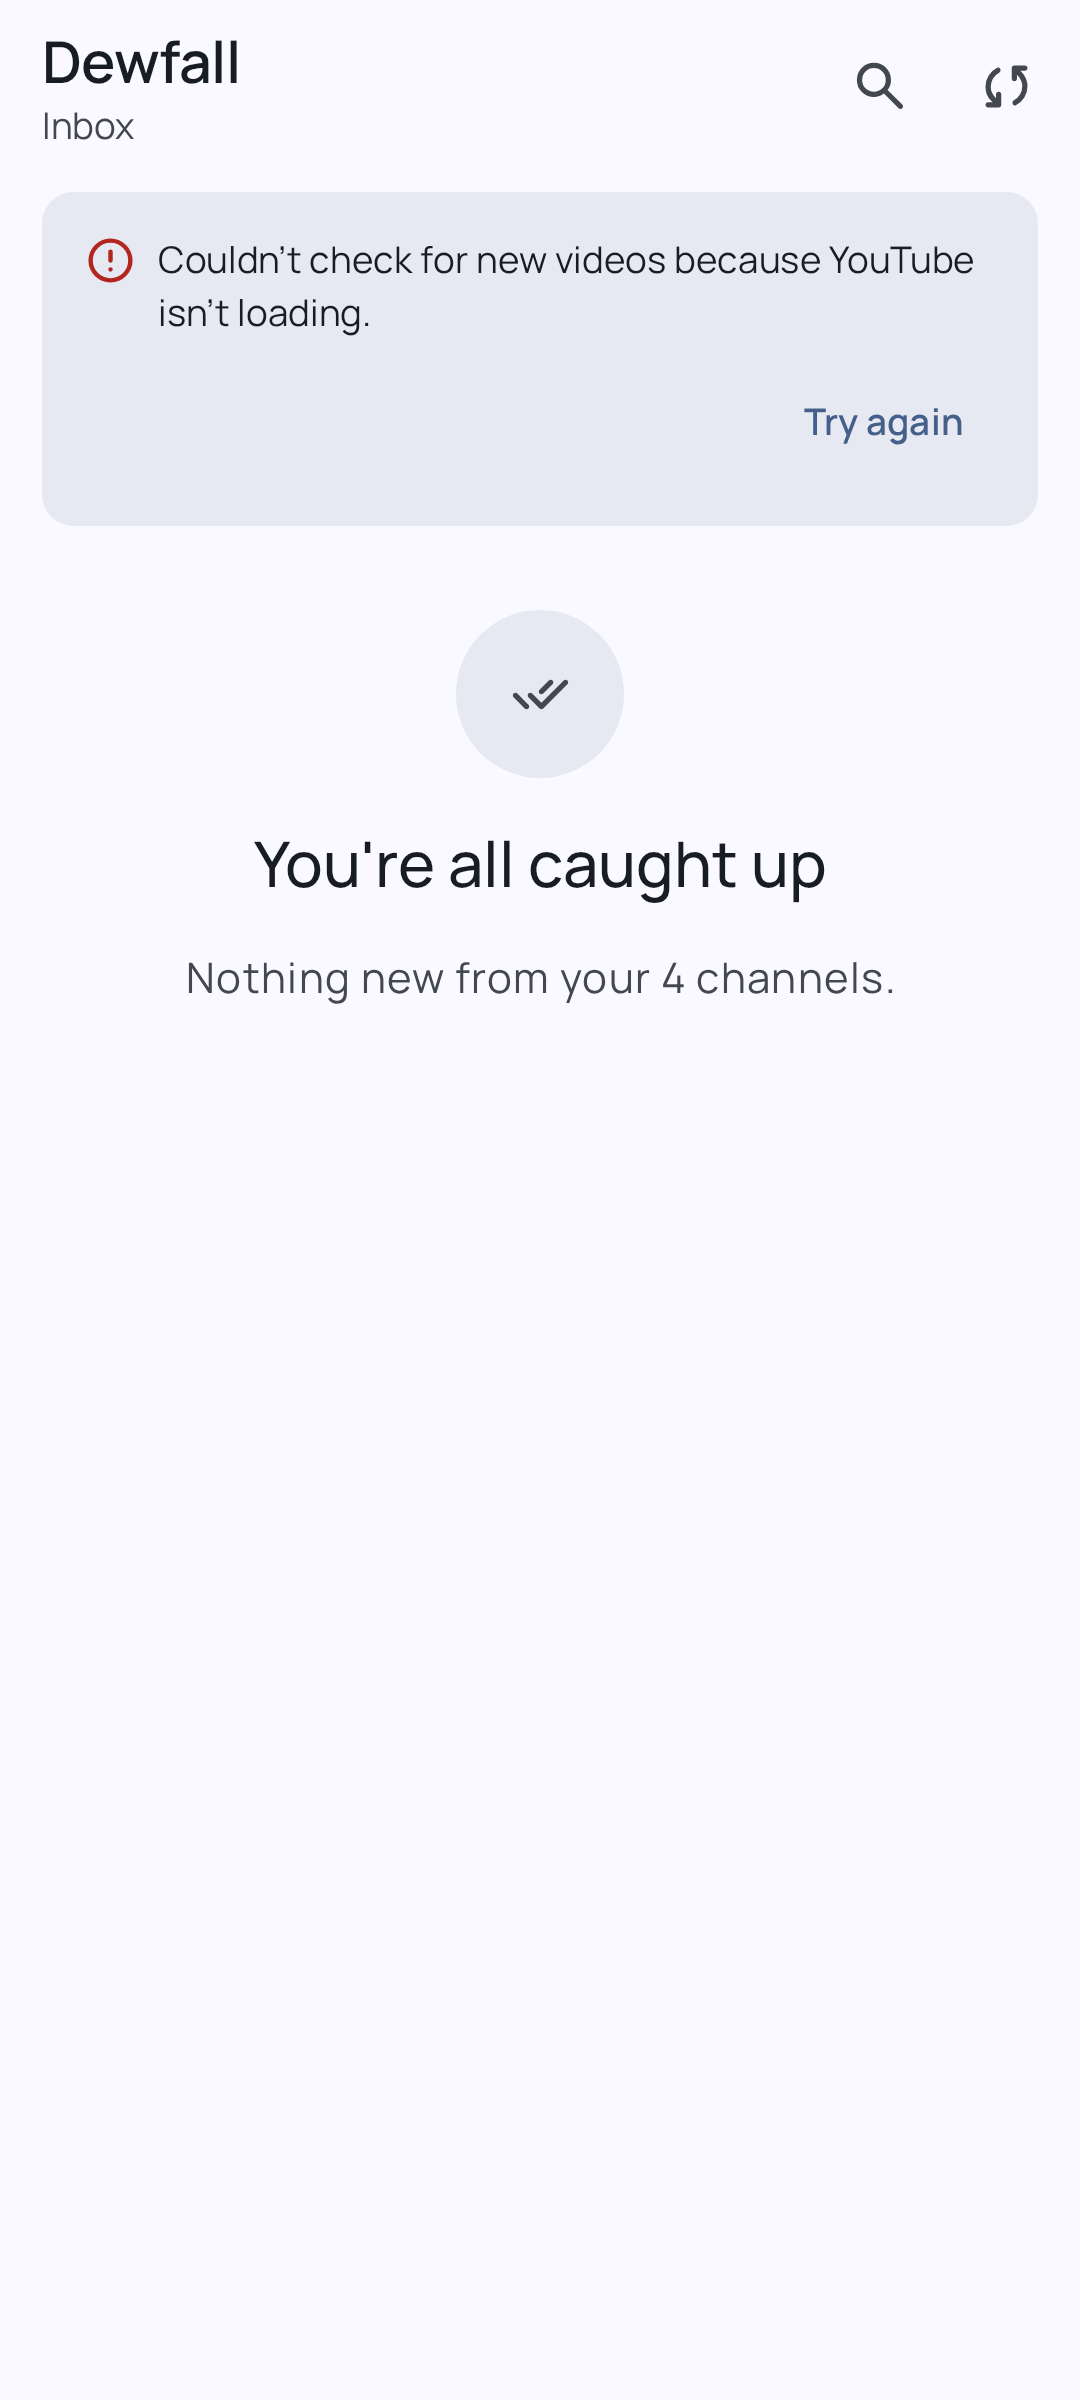 Dewfall
Inbox
Couldn’t check for new videos because YouTube
isn’t loading.
Try again
You're all caught up
Nothing new from your 4 channels.